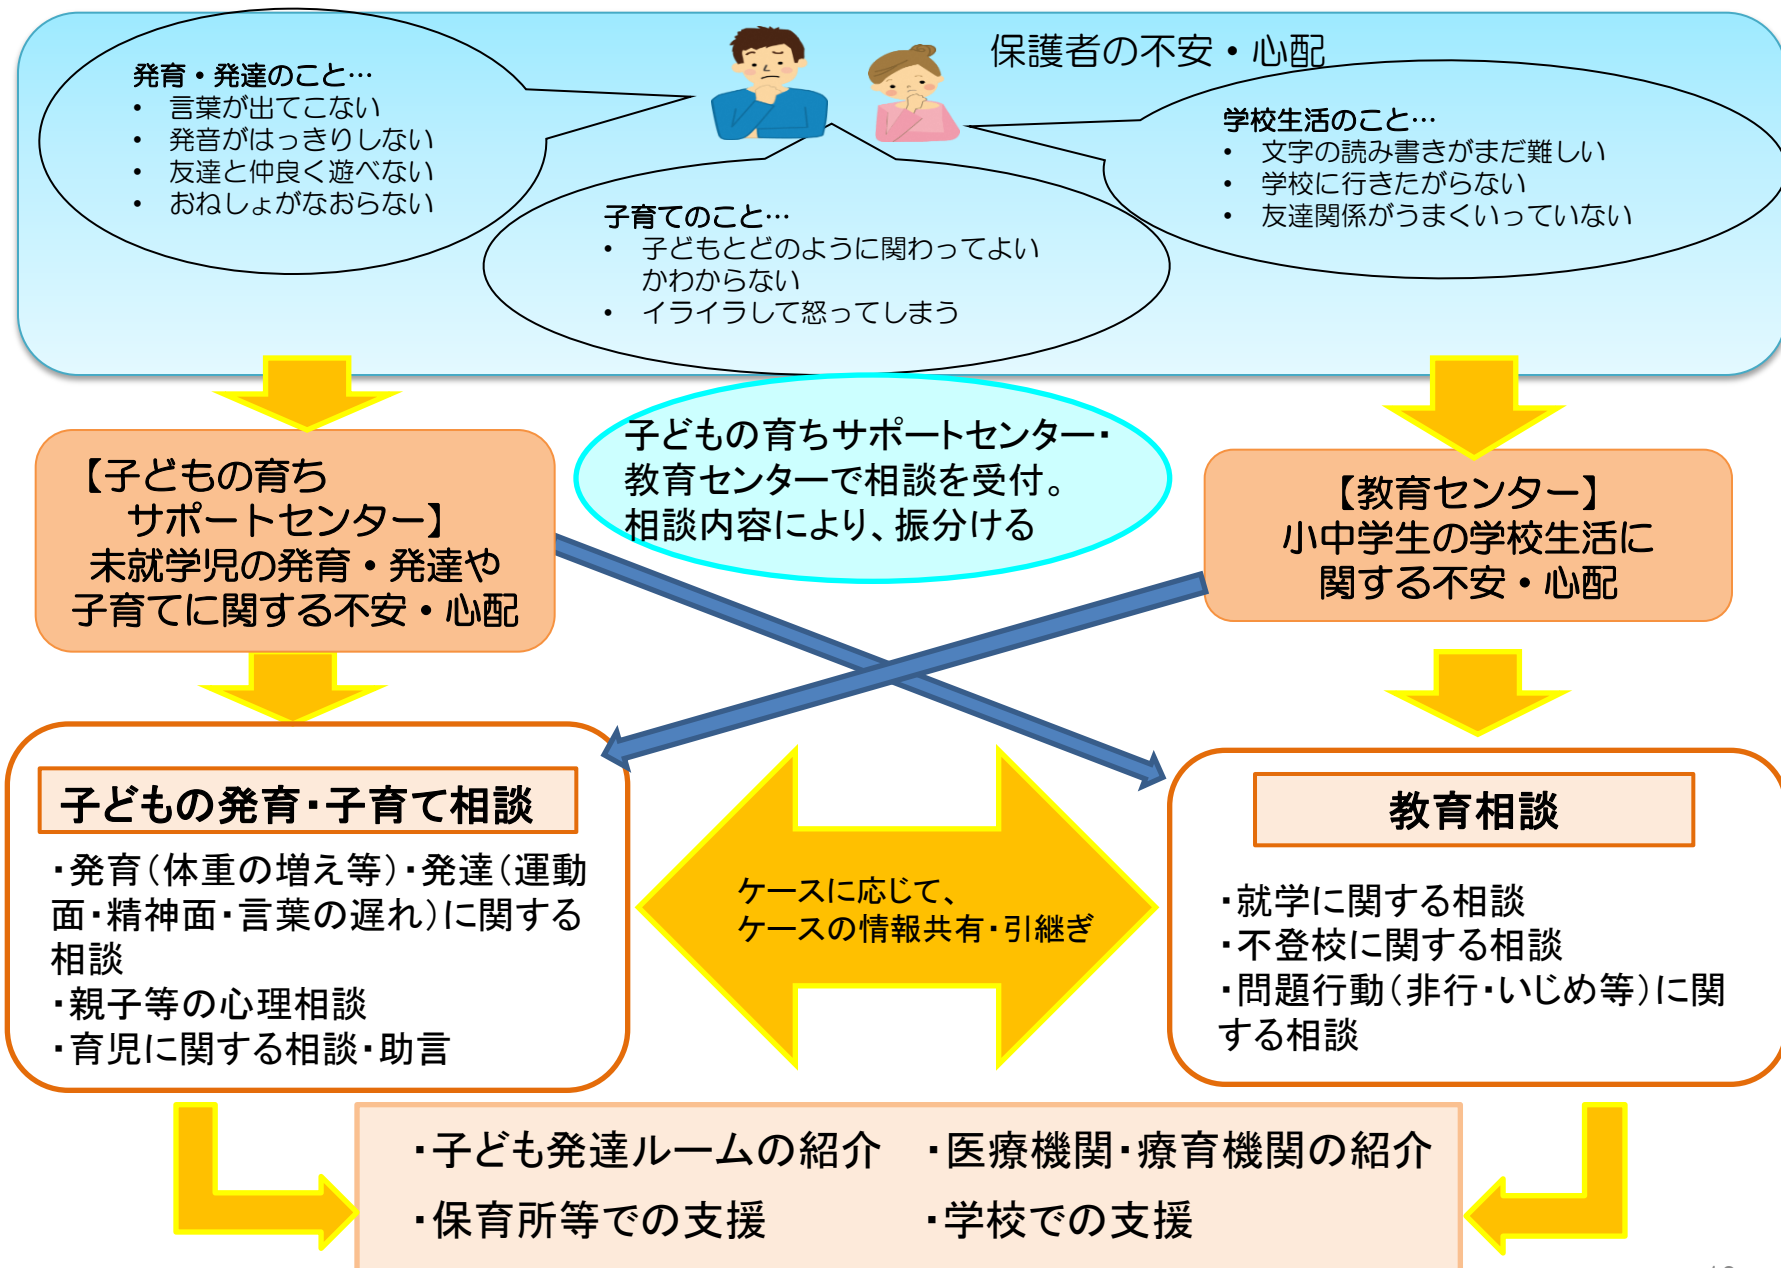 保護者の不安・心配
発育・発達のこと…
• 言葉が出てこない
• 発音がはっきりしない
• 友達と仲良く遊べない
• おねしょがなおらない
子育てのこと…
• 子どもとどのように関わってよい
かわからない
• イライラして怒ってしまう
学校生活のこと…
• 文字の読み書きがまだ難しい
• 学校に行きたがらない
• 友達関係がうまくいっていない
子どもの育ちサポートセンター・
教育センターで相談を受付。
相談内容により、振分ける
【子どもの育ち
サポートセンター】
未就学児の発育・発達や
子育てに関する不安・心配
【教育センター】
小中学生の学校生活に
関する不安・心配
子どもの発育・子育て相談
・発育(体重の増え等)・発達(運動
面・精神面・言葉の遅れ)に関する
相談
・親子等の心理相談
・育児に関する相談・助言
ケースに応じて、
ケースの情報共有・引継ぎ
教育相談
・就学に関する相談
・不登校に関する相談
・問題行動(非行・いじめ等)に関
する相談
・子ども発達ルームの紹介 ・医療機関・療育機関の紹介
・保育所等での支援 ・学校での支援